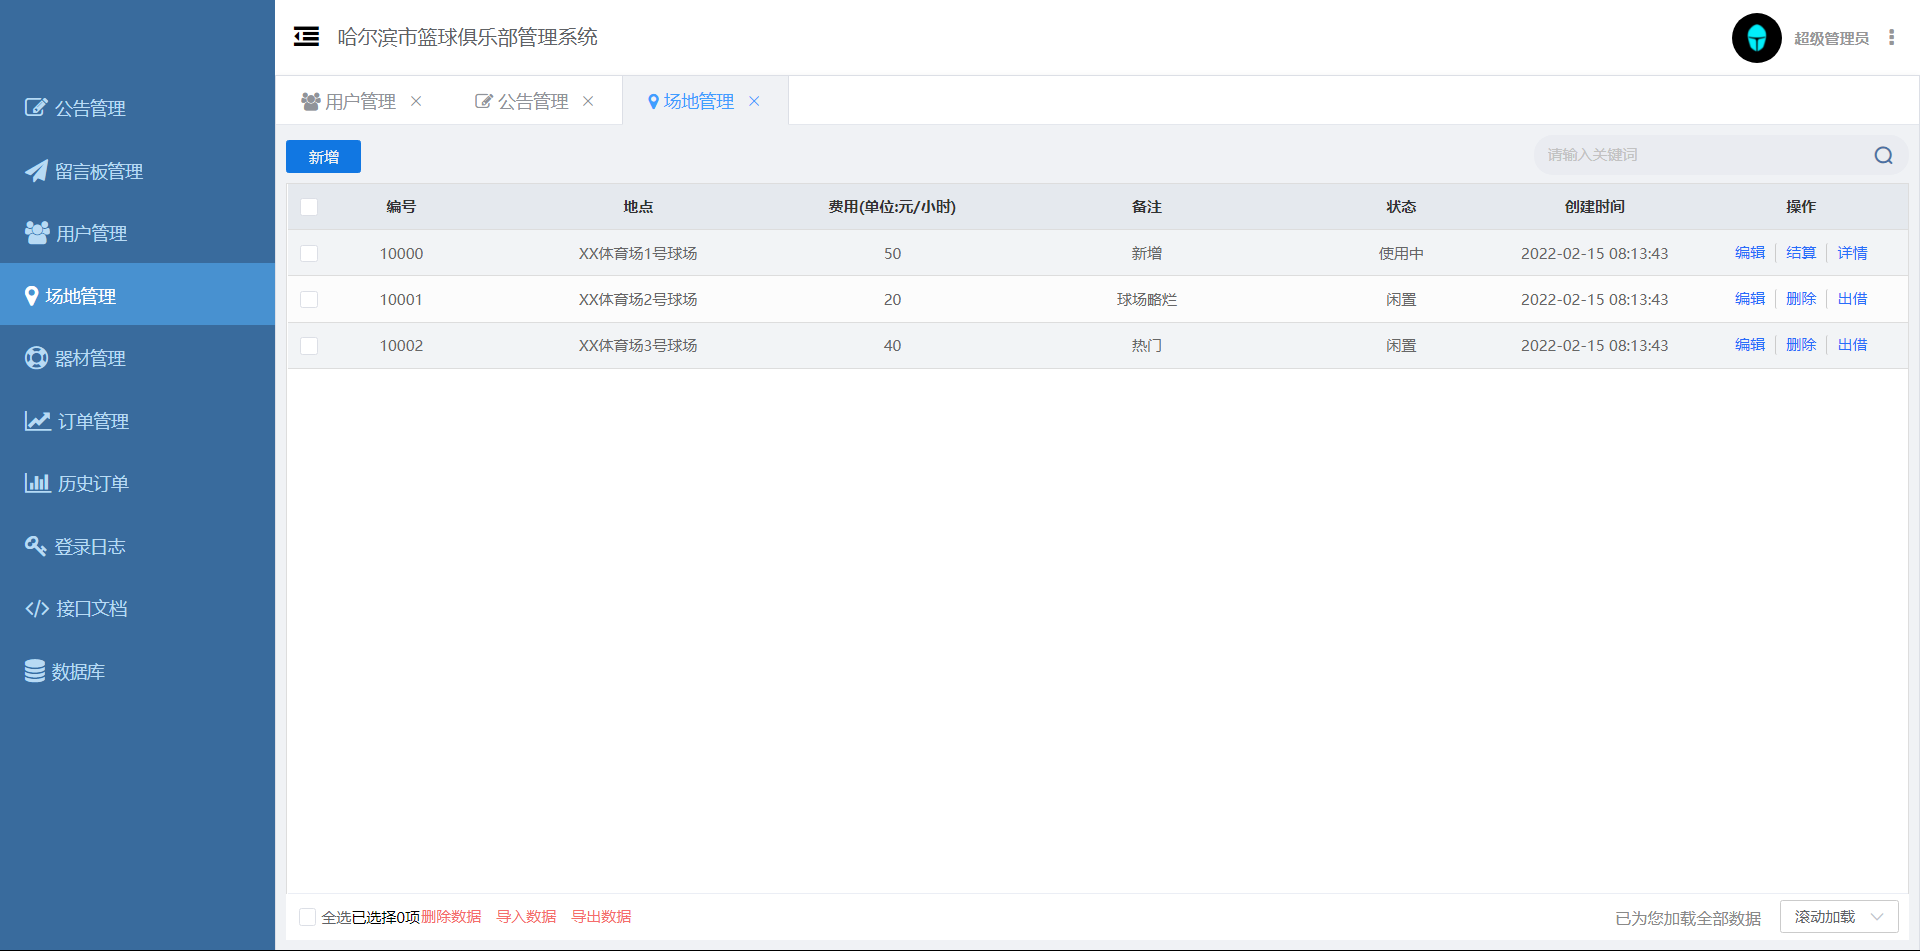 哈尔滨市篮球俱乐部管理系统
超级管理员
公告管理
留言板管理
用户管理
场地管理
器材管理
订单管理
历史订单
登录日志
接口文档
数据库
用户管理 公告管理 场地管理
新增
请输入关键词
编号 地点 费用(单位:元/小时) 备注 状态 创建时间 操作
10000 XX体育场1号球场 50 新增 使用中 2022-02-15 08:13:43 编辑 结算 详情
10001 XX体育场2号球场 20 球场略烂 闲置 2022-02-15 08:13:43 编辑 删除 出借
10002 XX体育场3号球场 40 热门 闲置 2022-02-15 08:13:43 编辑 删除 出借
全选已选择0项删除数据 导入数据 导出数据
已为您加载全部数据 滚动加载